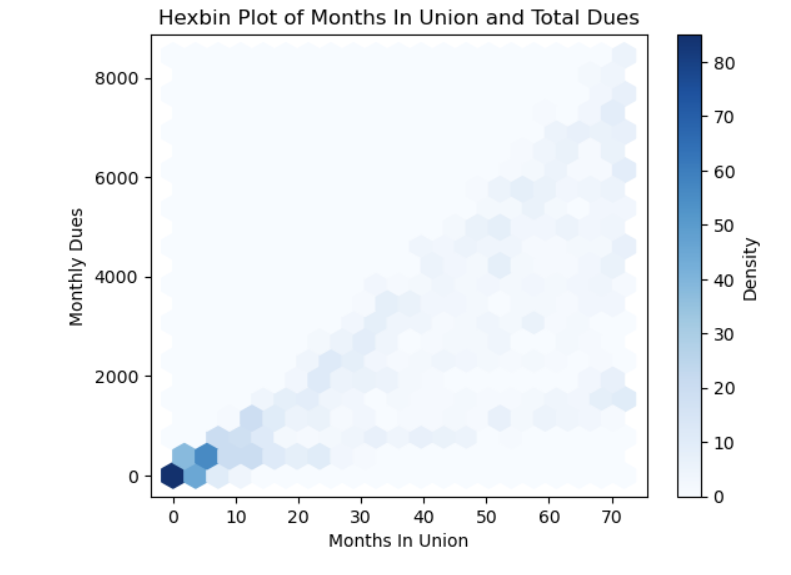 Hexbin Plot of Months In Union and Total Dues
8000
6000
4000
2000
0
Monthly Dues
0 10 20 30 40 50 60 70
Months In Union
80
70
60
50
40
30
20
10
0
Density